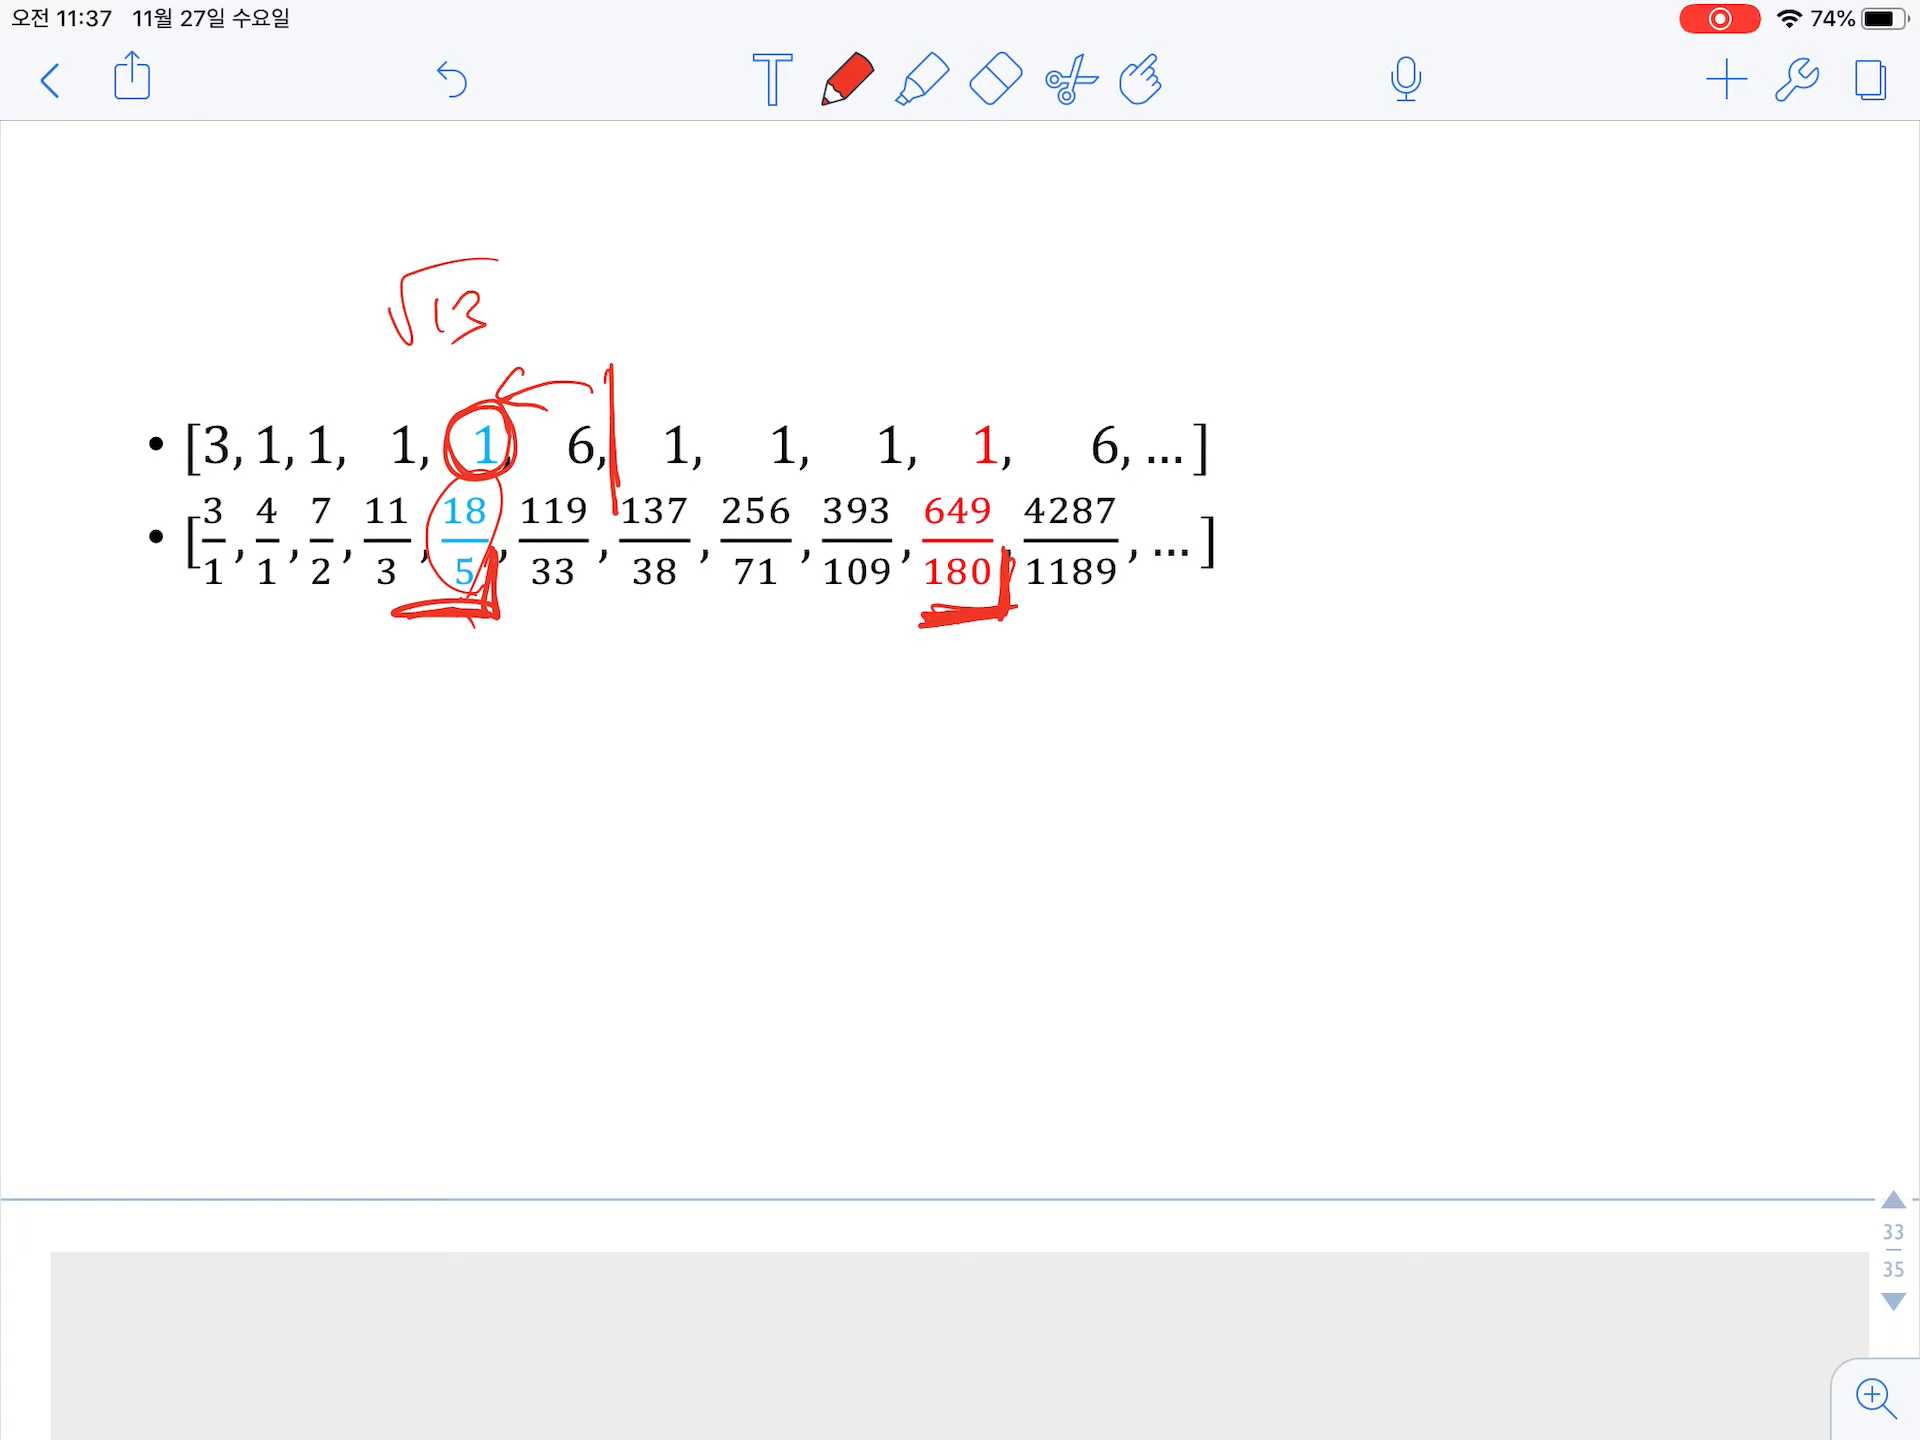 오전 11:37 11월 27일 수요일 74%
T
√13
• [3, 1, 1, 1, 1, 6, 1, 1, 1, 1, 6, ... ]
• [3/1, 4/1, 7/2, 11/3, 18/5, 119/33, 137/38, 256/71, 393/109, 649/180, 4287/1189, ... ]
33
35